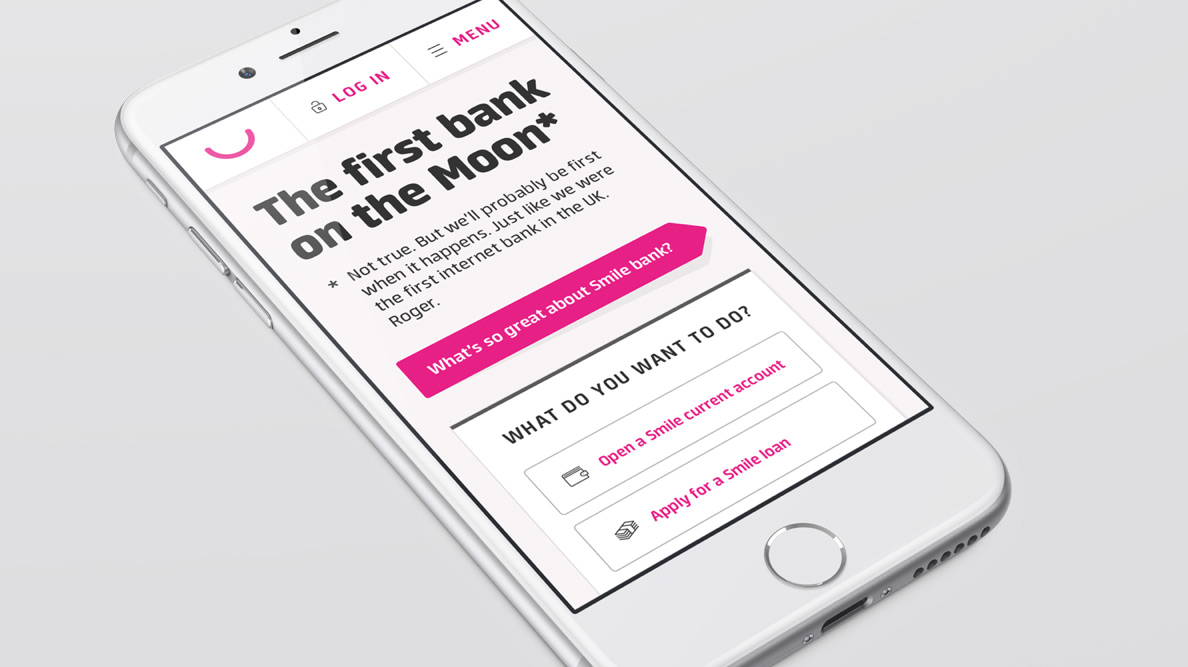 LOG IN
MENU
The first bank
on the Moon*
* Not true. But we'll probably be first
when it happens. Just like we were
the first internet bank in the UK.
Roger.
What's so great about Smile bank?
WHAT DO YOU WANT TO DO?
Open a Smile current account
Apply for a Smile loan